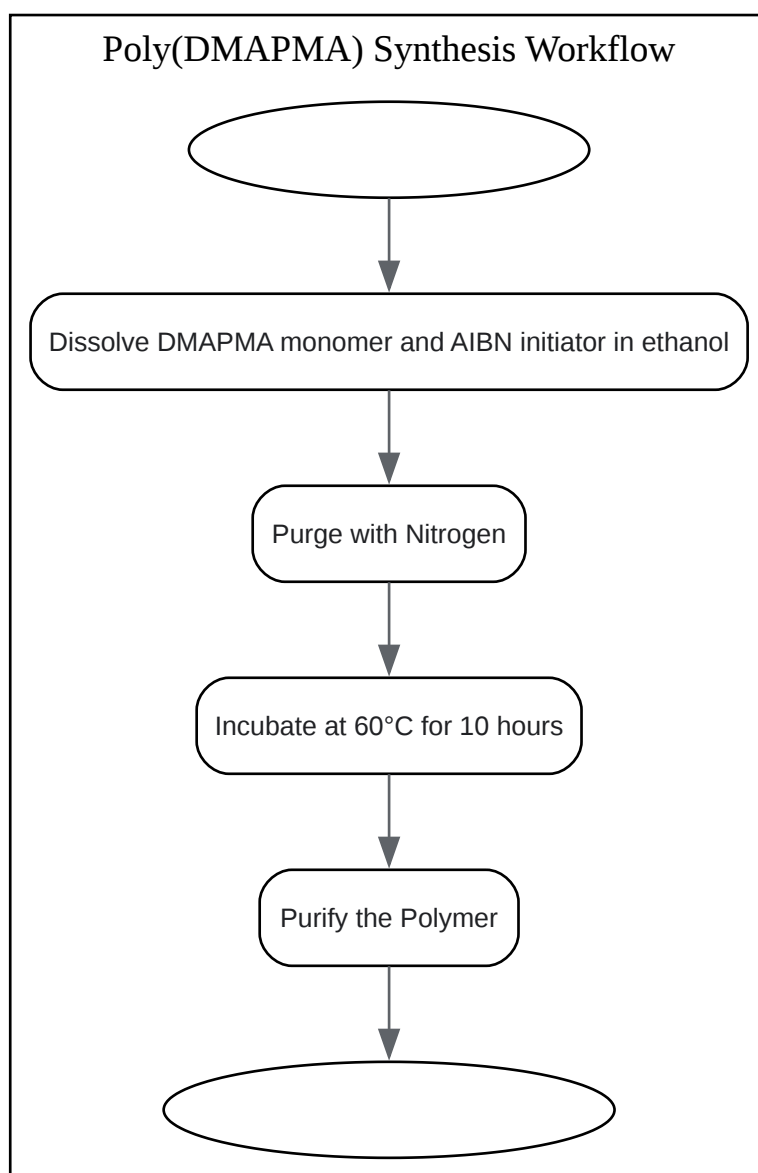 Poly(DMAPMA) Synthesis Workflow
Dissolve DMAPMA monomer and AIBN initiator in ethanol
Purge with Nitrogen
Incubate at 60°C for 10 hours
Purify the Polymer